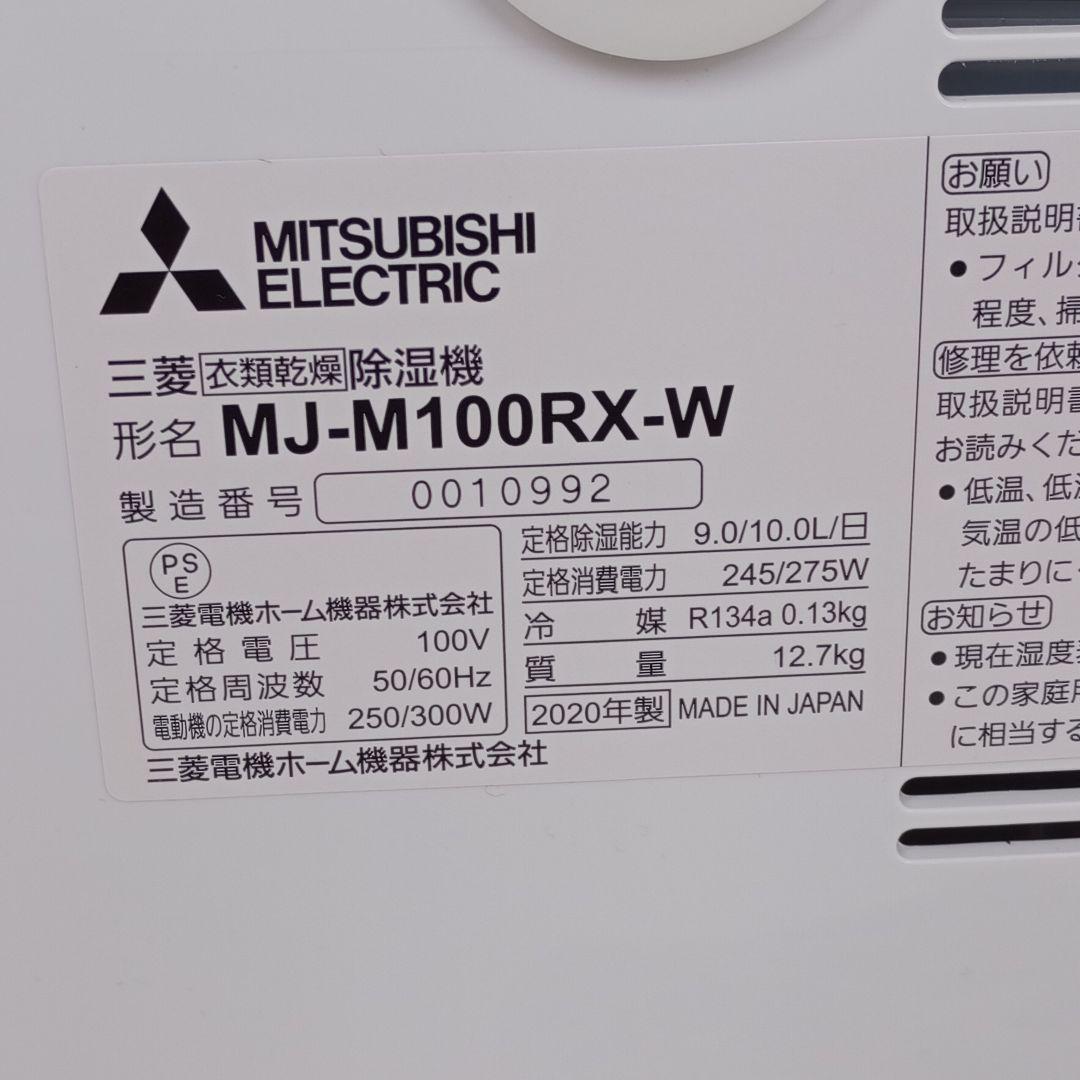 MITSUBISHI
ELECTRIC
三菱 衣類乾燥 除湿機
形名 MJ-M100RX-W
製造番号 0010992
PS
E
三菱電機ホーム機器株式会社
定格電圧 100V
定格周波数 50/60Hz
電動機の定格消費電力 250/300W
定格除湿能力 9.0/10.0L/日
定格消費電力 245/275W
冷媒 R134a 0.13kg
質量 12.7kg
2020年製 MADE IN JAPAN
三菱電機ホーム機器株式会社
お願い
取扱説明
●フィル
程度、掃
修理を依頼
取扱説明書
お読みくだ
●低温、低
気温の低
たまりに
お知らせ
●現在湿度
●この家庭用
に相当する